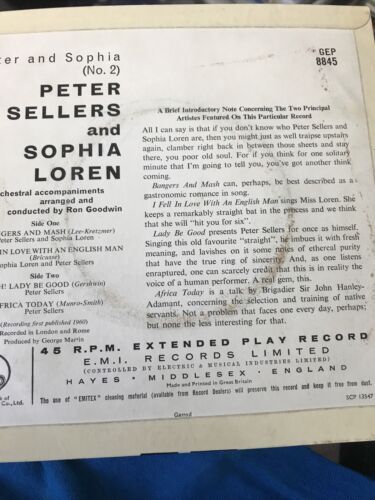 ter and Sophia
(No. 2)
PETER
SELLERS
and
SOPHIA
LOREN
chestral accompaniments
arranged and
conducted by Ron Goodwin
Side One
NGERS AND MASH (Lee-Kretzmer)
Peter Sellers and Sophia Loren
IN LOVE WITH AN ENGLISH MAN
(Bricusse)
ophia Loren and Peter Sellers
Side Two
H! LADY BE GOOD (Gershwin)
Peter Sellers
FRICA TODAY (Munro-Smith)
Peter Sellers
(Recording first published 1960)
Recorded in London and Rome
Produced by George Martin
GEP
8845
A Brief Introductory Note Concerning The Two Principal
Artistes Featured On This Particular Record
All I can say is that if you don't know who Peter Sellers and
Sophia Loren are, then you might just as well traipse upstairs
again, clamber right back in between those sheets and stay
there, you poor old soul. For if you think for one solitary
minute that I'm going to tell you, you've got another think
coming.
Bangers And Mash can, perhaps, be best described as a
gastronomic romance in song.
I Fell In Love With An English Man sings Miss Loren. She
keeps a remarkably straight bat in the process and we think
that she will "hit you for six".
Lady Be Good presents Peter Sellers for once as himself.
Singing this old favourite "straight", he imbues it with fresh
meaning, and lavishes on it some notes of ethereal purity
that have the true ring of sincerity. And, as one listens
enraptured, one can scarcely credit that this is in reality the
voice of a human performer. A real gem, this.
Africa Today is a talk by Brigadier Sir John Hanley-
Adamant, concerning the selection and training of native
servants. Not a problem that faces one every day, perhaps;
but none the less interesting for that.
45 R.P.M. EXTENDED PLAY RECORD
E.M.I. RECORDS LIMITED
(CONTROLLED BY ELECTRIC & MUSICAL INDUSTRIES LIMITED)
HAYES · MIDDLESEX · ENGLAND
Made and Printed in Great Britain
k of
Co., Ltd.
The use of "EMITEX" cleaning material (available from Record Dealers) will preserve this record and keep it free from dust.
SCP 13547